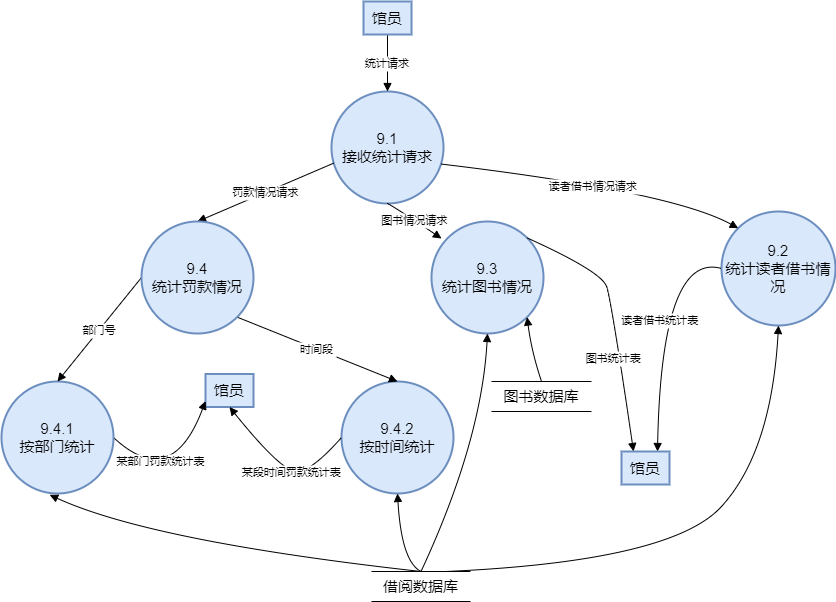 馆员
统计请求
9.1
接收统计请求
罚款情况请求
图书情况请求
读者借书情况请求
9.4
统计罚款情况
9.3
统计图书情况
9.2
统计读者借书情
况
部门号
时间段
读者借书统计表
图书统计表
馆员
图书数据库
9.4.1
按部门统计
9.4.2
按时间统计
某部门罚款统计表
某段时间罚款统计表
馆员
借阅数据库